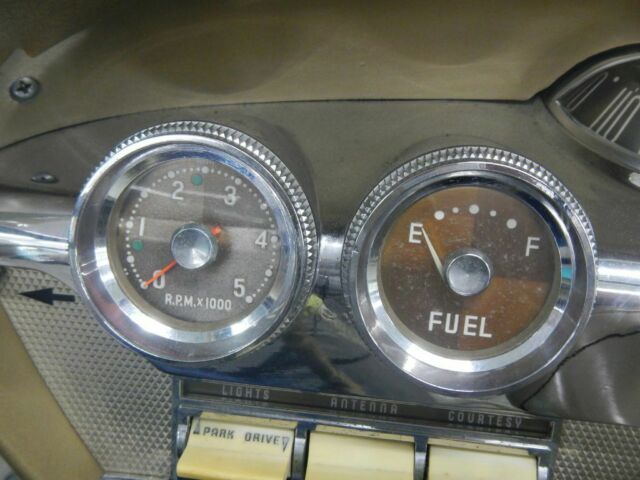 2 3
1 4
0 5
R.P.M. x 1000
E F
FUEL
LIGHTS ANTENNA COURTESY
PARK DRIVE